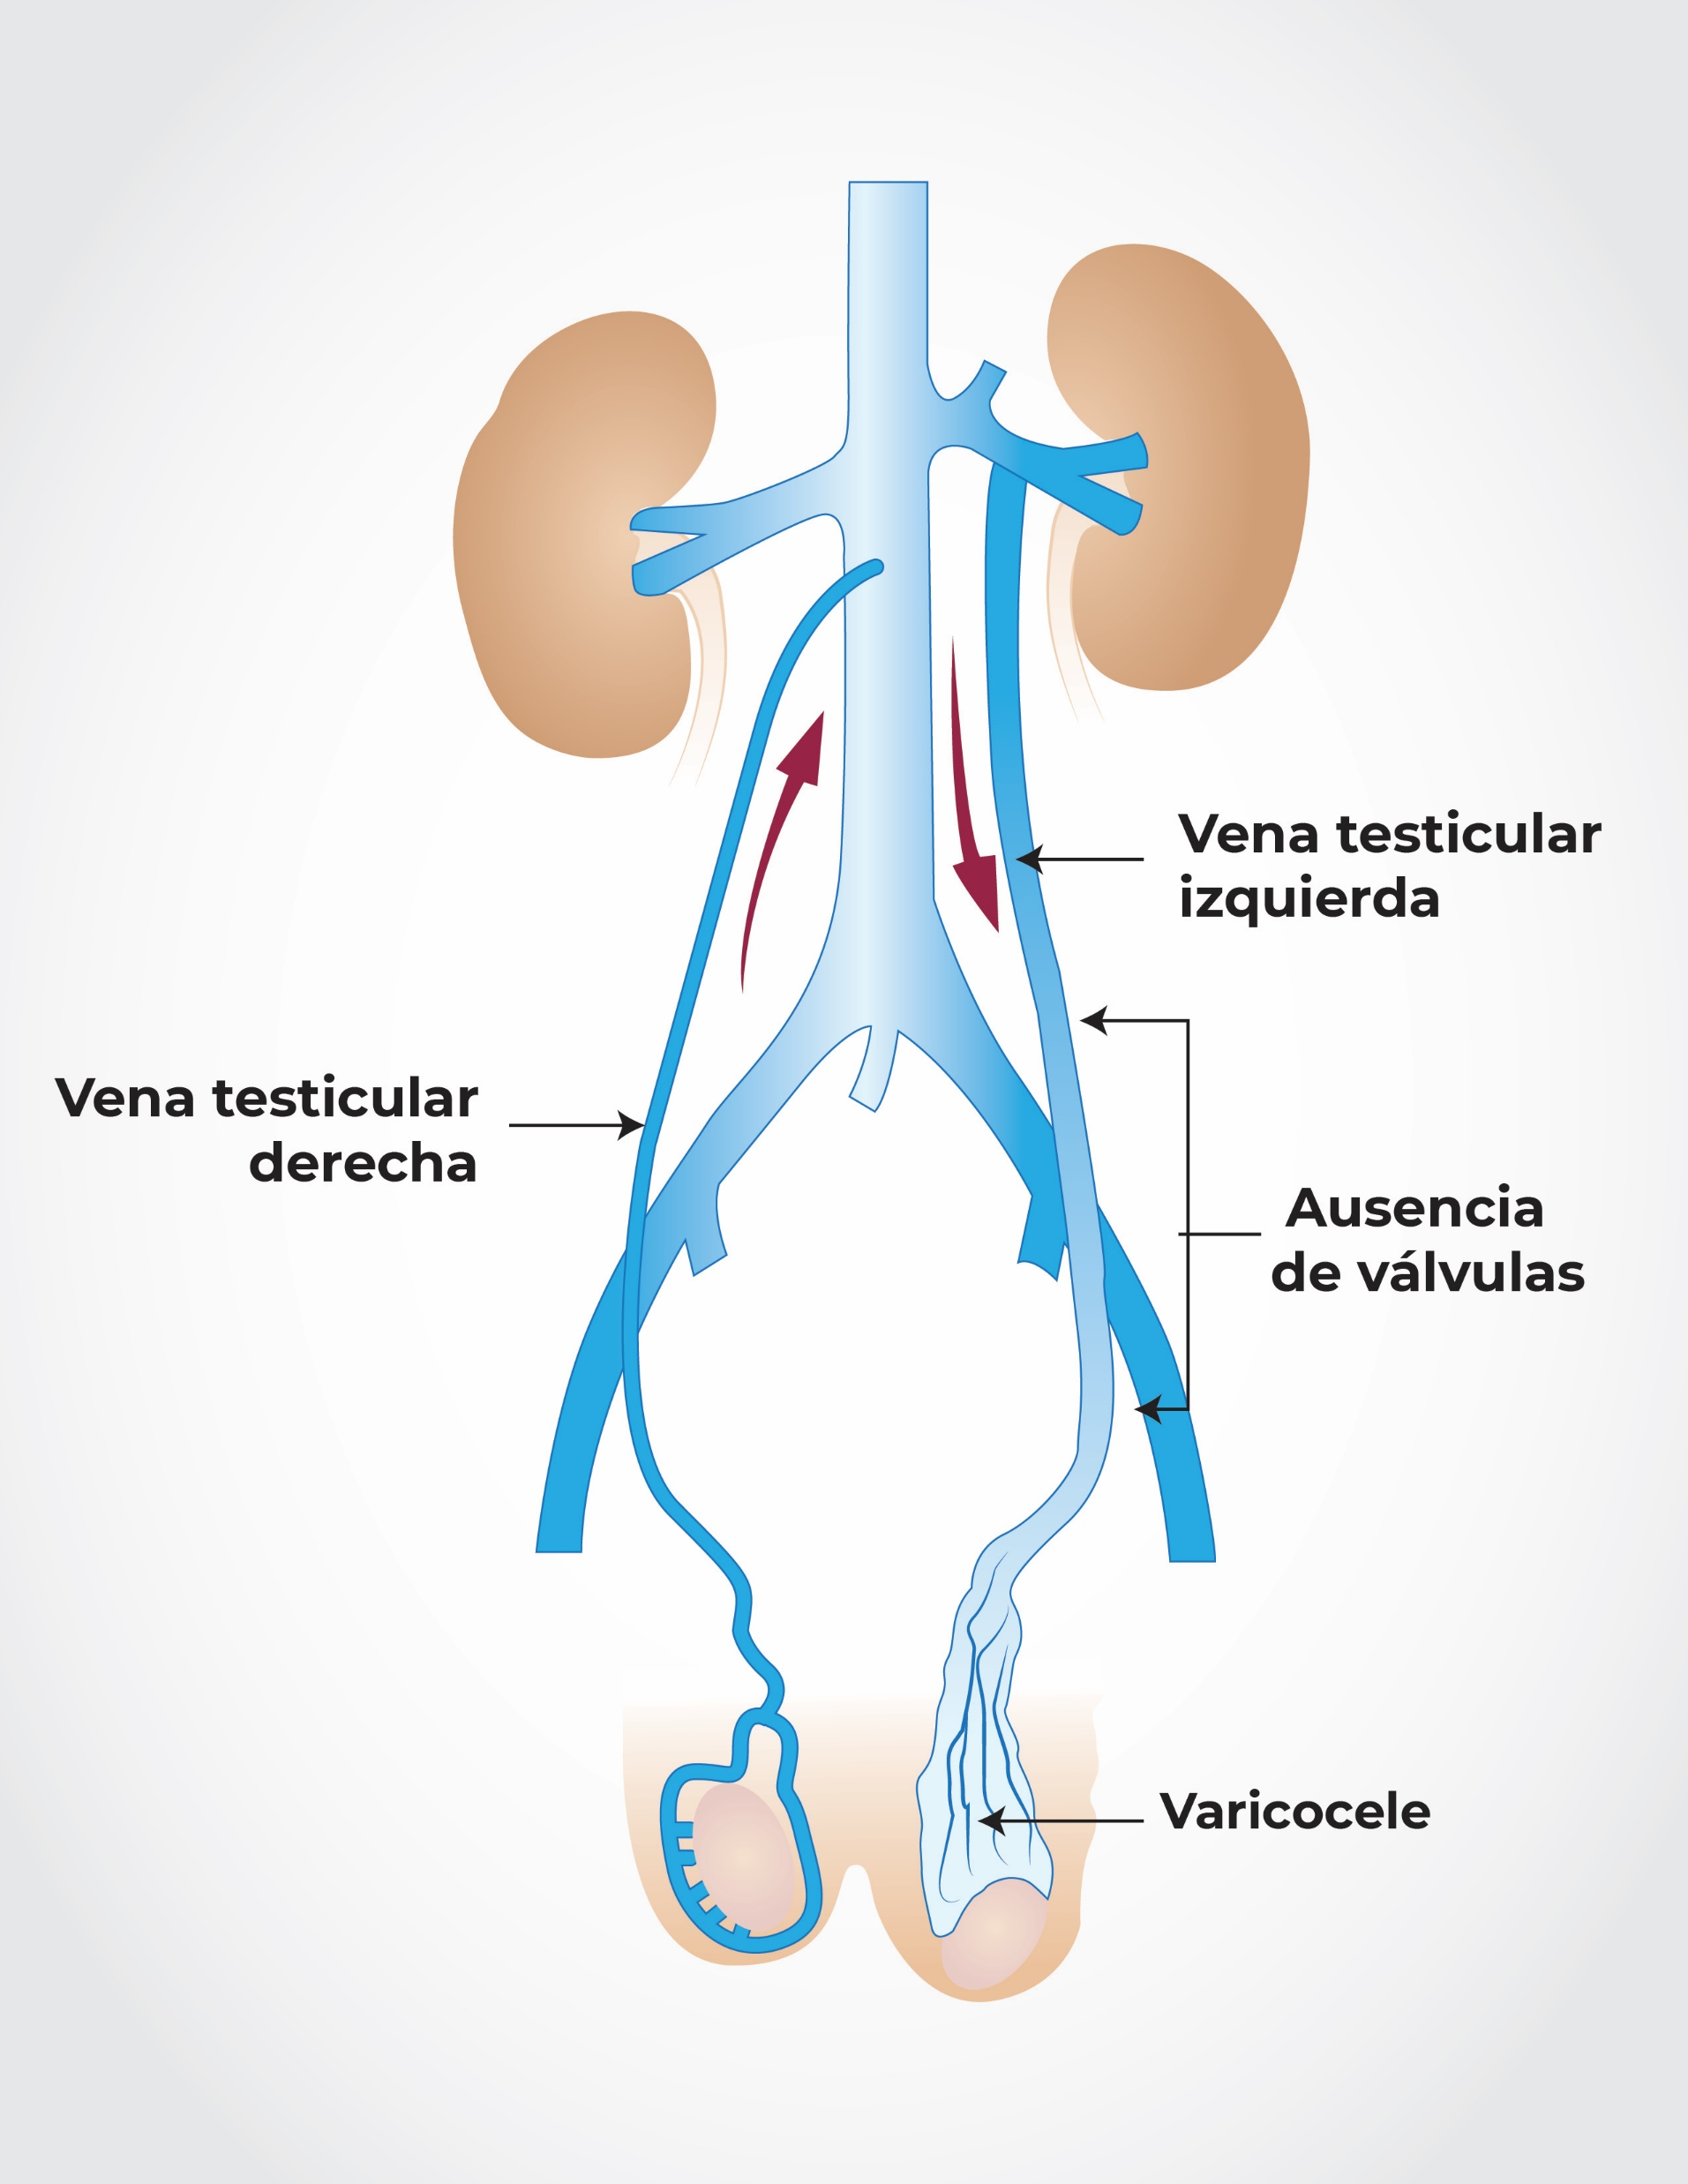 Vena testicular
izquierda
Vena testicular
derecha
Ausencia
de válvulas
Varicocele